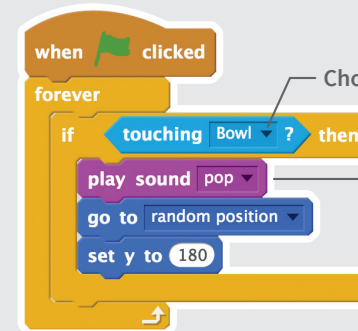 when clicked
Cho
forever
if touching Bowl ? then
play sound pop
go to random position
set y to 180